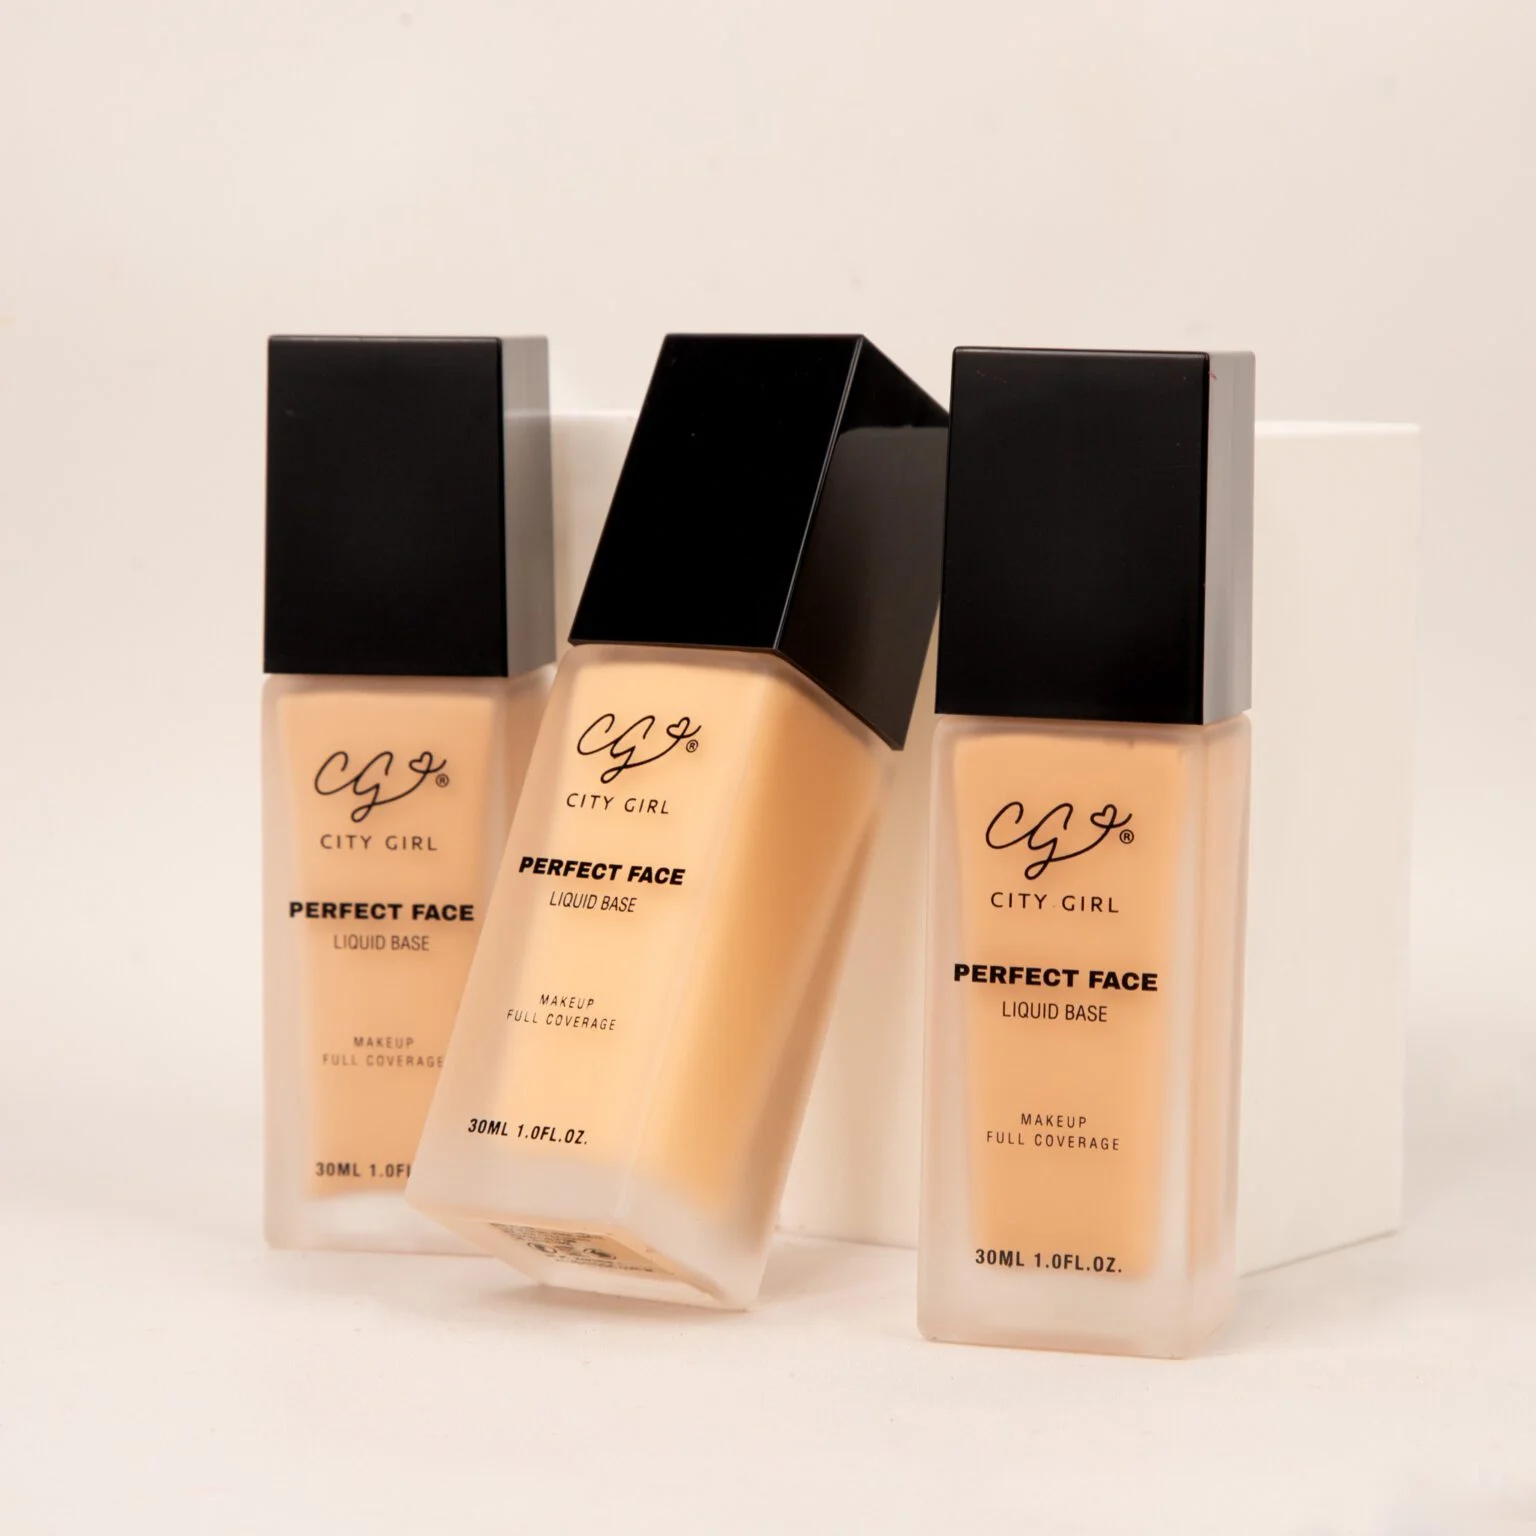 CG®
CITY GIRL
PERFECT FACE
LIQUID BASE
MAKEUP
FULL COVERAGE
30ML 1.0FL
CG®
CITY GIRL
PERFECT FACE
LIQUID BASE
MAKEUP
FULL COVERAGE
30ML 1.0FL.OZ.
CG®
CITY GIRL
PERFECT FACE
LIQUID BASE
MAKEUP
FULL COVERAGE
30ML 1.0FL.OZ.